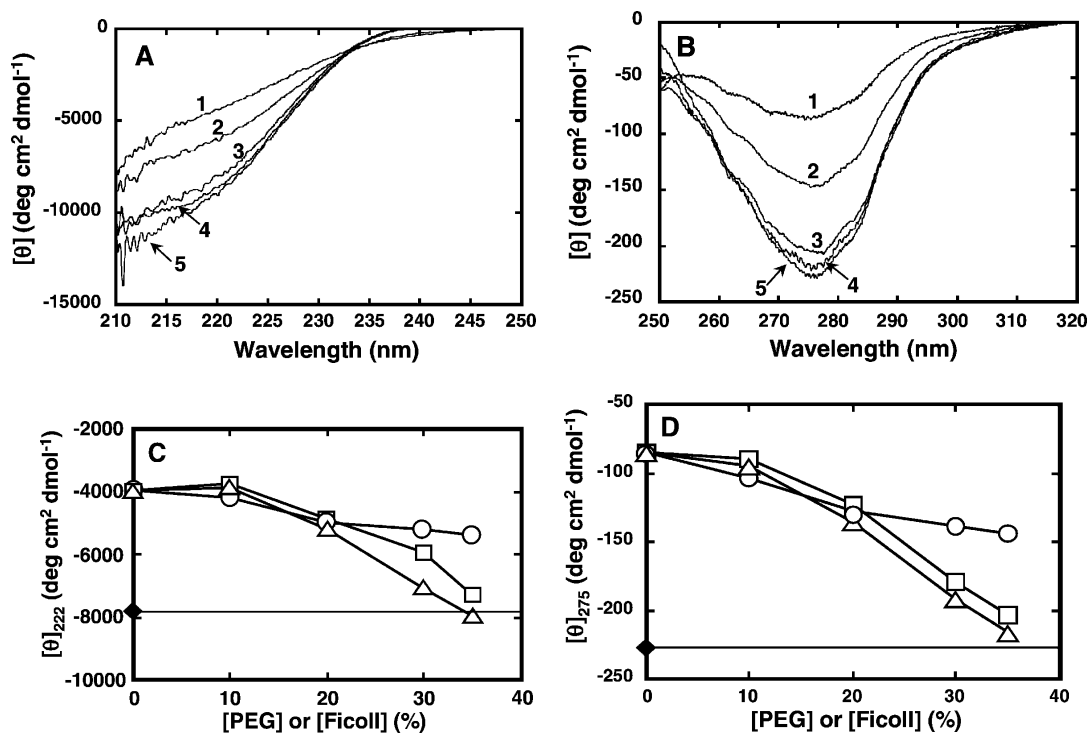 A
[θ] (deg cm² dmol⁻¹)
0
-5000
-10000
-15000
1
2
3
4
5
210 215 220 225 230 235 240 245 250
Wavelength (nm)
B
[θ] (deg cm² dmol⁻¹)
0
-50
-100
-150
-200
-250
1
2
3
5 4
250 260 270 280 290 300 310 320
Wavelength (nm)
C
[θ]₂₂₂ (deg cm² dmol⁻¹)
-2000
-4000
-6000
-8000
-10000
0 10 20 30 40
[PEG] or [Ficoll] (%)
D
[θ]₂₇₅ (deg cm² dmol⁻¹)
-50
-100
-150
-200
-250
0 10 20 30 40
[PEG] or [Ficoll] (%)